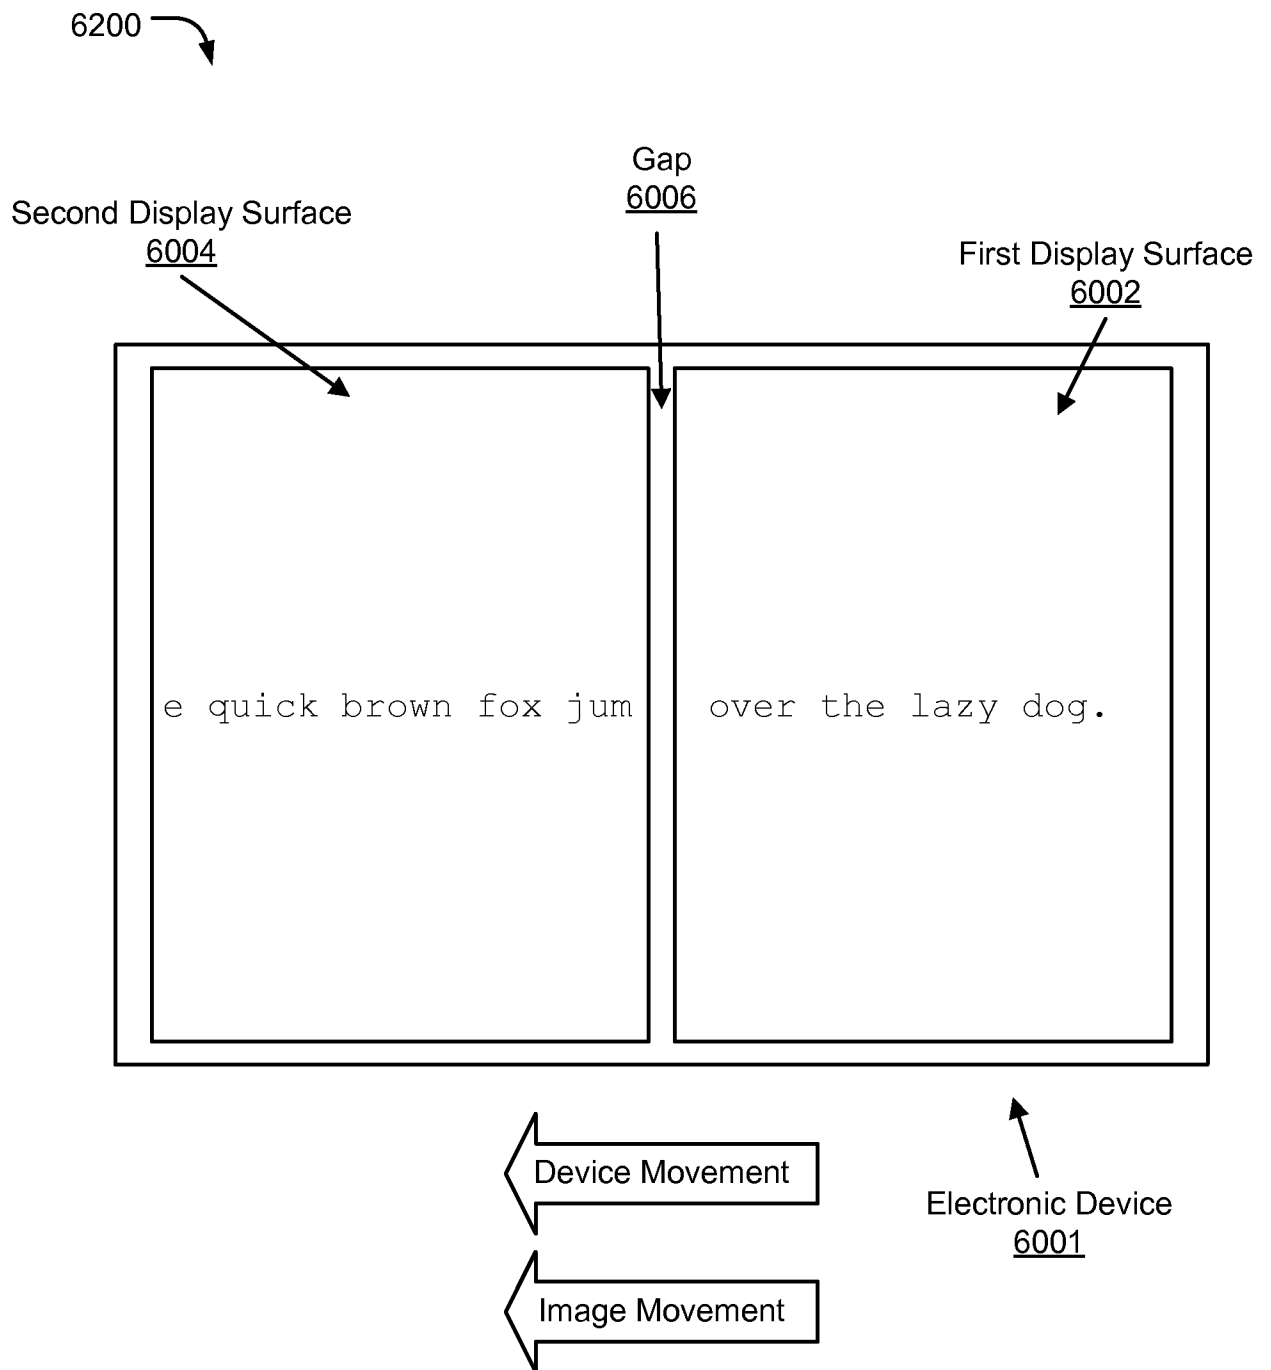 6200
Gap
6006
Second Display Surface
6004
First Display Surface
6002
e quick brown fox jum
over the lazy dog.
Device Movement
Electronic Device
6001
Image Movement